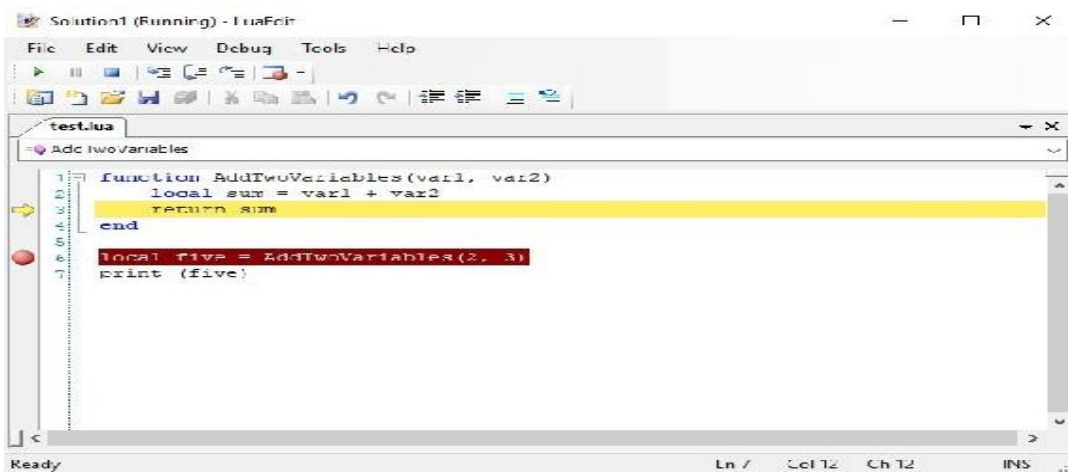 Solution1 (Running) - LuaEdit
File Edit View Debug Tools Help
test.lua
AddTwoVariables
1 function AddTwoVariables(var1, var2)
2 local sum = var1 + var2
3 return sum
4 end
5
6 local five = AddTwoVariables(2, 3)
7 print (five)
Ready Ln 7 Col 12 Ch 12 INS